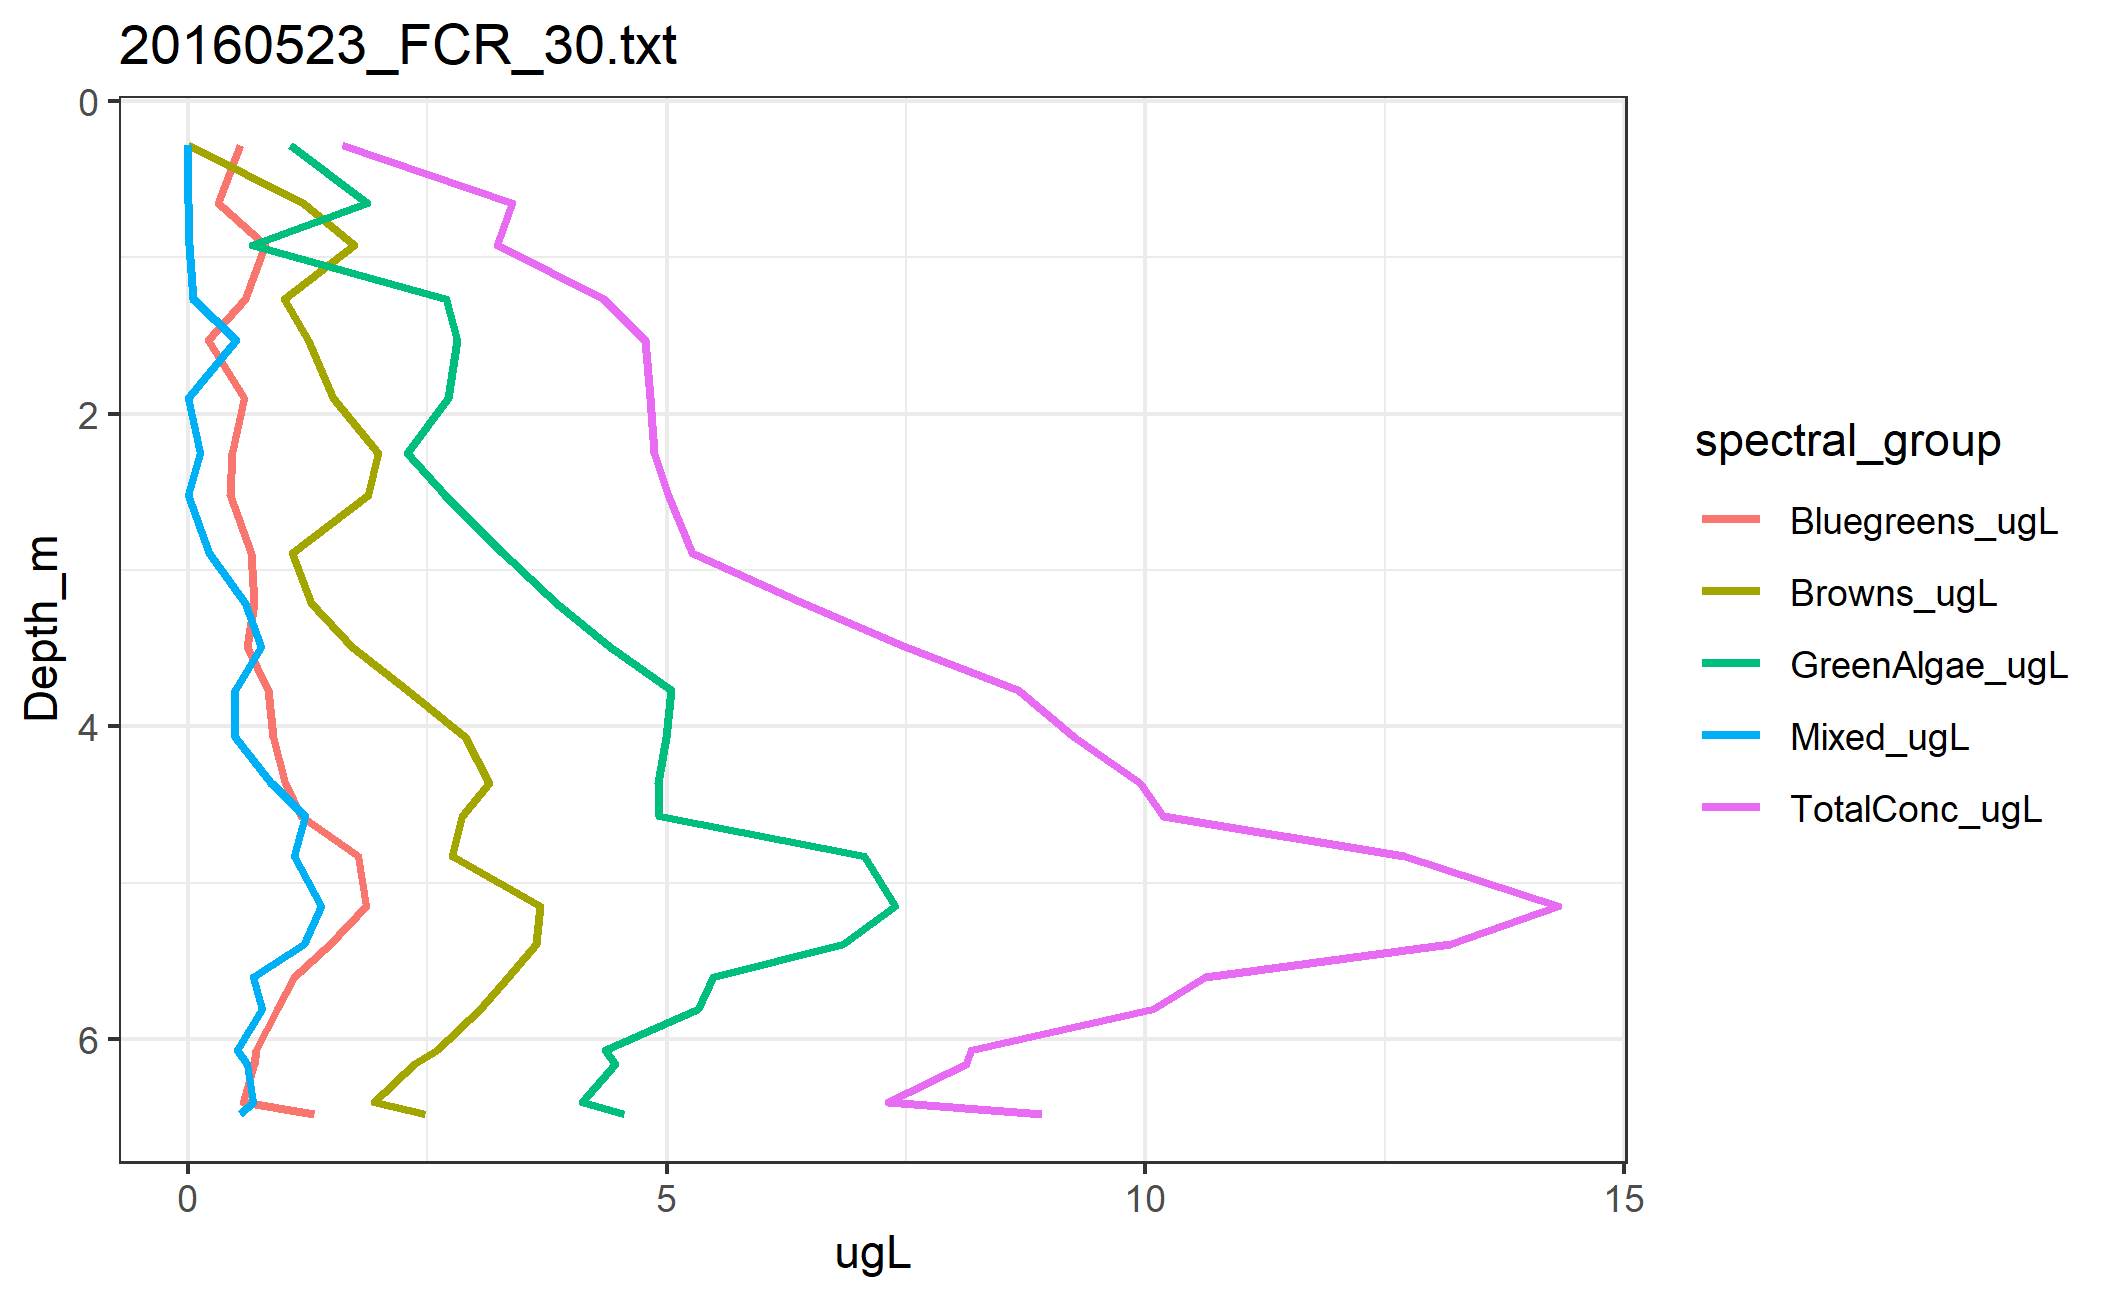 20160523_FCR_30.txt
0
2
4
6
Depth_m
0 5 10 15
ugL
spectral_group
Bluegreens_ugL
Browns_ugL
GreenAlgae_ugL
Mixed_ugL
TotalConc_ugL